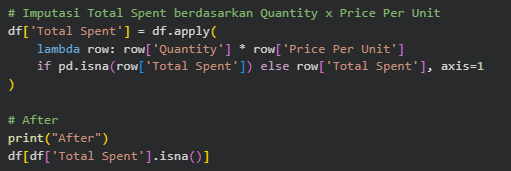 # Imputasi Total Spent berdasarkan Quantity x Price Per Unit
df['Total Spent'] = df.apply(
    lambda row: row['Quantity'] * row['Price Per Unit']
    if pd.isna(row['Total Spent']) else row['Total Spent'], axis=1
)

# After
print("After")
df[df['Total Spent'].isna()]